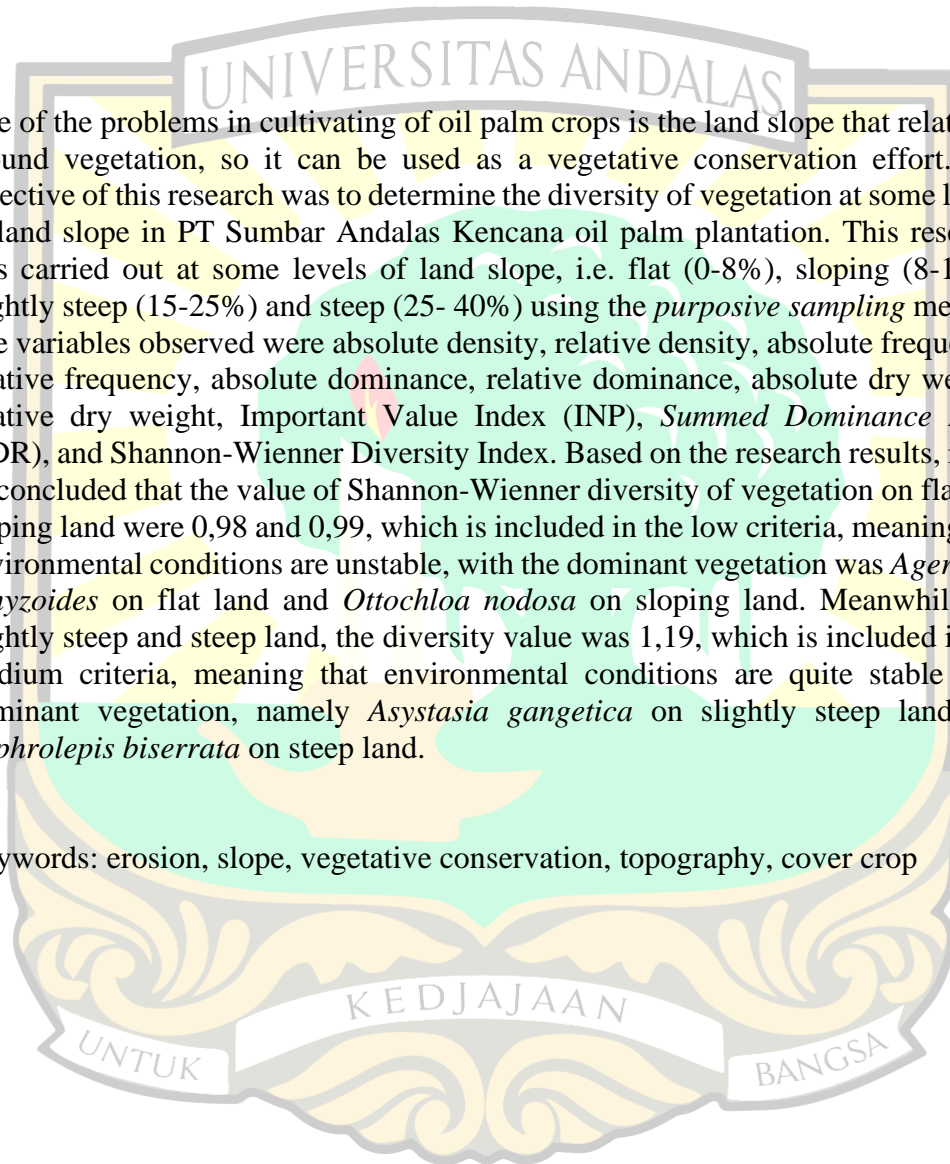 UNIVERSITAS ANDALAS
e of the problems in cultivating of oil palm crops is the land slope that relat
und vegetation, so it can be used as a vegetative conservation effort.
ective of this research was to determine the diversity of vegetation at some l
land slope in PT Sumbar Andalas Kencana oil palm plantation. This rese
s carried out at some levels of land slope, i.e. flat (0-8%), sloping (8-1
ghtly steep (15-25%) and steep (25- 40%) using the purposive sampling me
e variables observed were absolute density, relative density, absolute frequ
ative frequency, absolute dominance, relative dominance, absolute dry we
ative dry weight, Important Value Index (INP), Summed Dominance
DR), and Shannon-Wienner Diversity Index. Based on the research results,
concluded that the value of Shannon-Wienner diversity of vegetation on fla
ping land were 0,98 and 0,99, which is included in the low criteria, meaning
vironmental conditions are unstable, with the dominant vegetation was Ager
nyzoides on flat land and Ottochloa nodosa on sloping land. Meanwhil
ghtly steep and steep land, the diversity value was 1,19, which is included i
dium criteria, meaning that environmental conditions are quite stable
minant vegetation, namely Asystasia gangetica on slightly steep land
phrolepis biserrata on steep land.
ywords: erosion, slope, vegetative conservation, topography, cover crop
KEDJAJAAN
UNTUK BANGSA